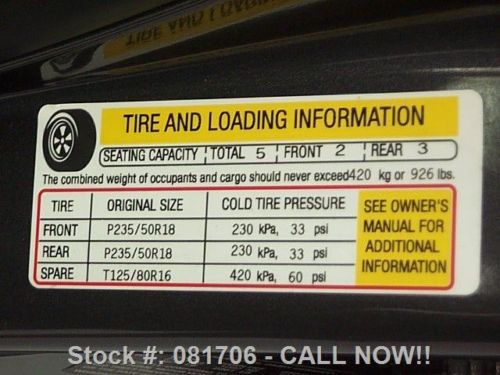 TIRE AND LOADING INFORMATION
SEATING CAPACITY TOTAL 5 FRONT 2 REAR 3
The combined weight of occupants and cargo should never exceed420 kg or 926 lbs.
TIRE ORIGINAL SIZE COLD TIRE PRESSURE
FRONT P235/50R18 230 kPa, 33 psi
REAR P235/50R18 230 kPa, 33 psi
SPARE T125/80R16 420 kPa, 60 psi
SEE OWNER'S
MANUAL FOR
ADDITIONAL
INFORMATION
Stock #: 081706 - CALL NOW!!